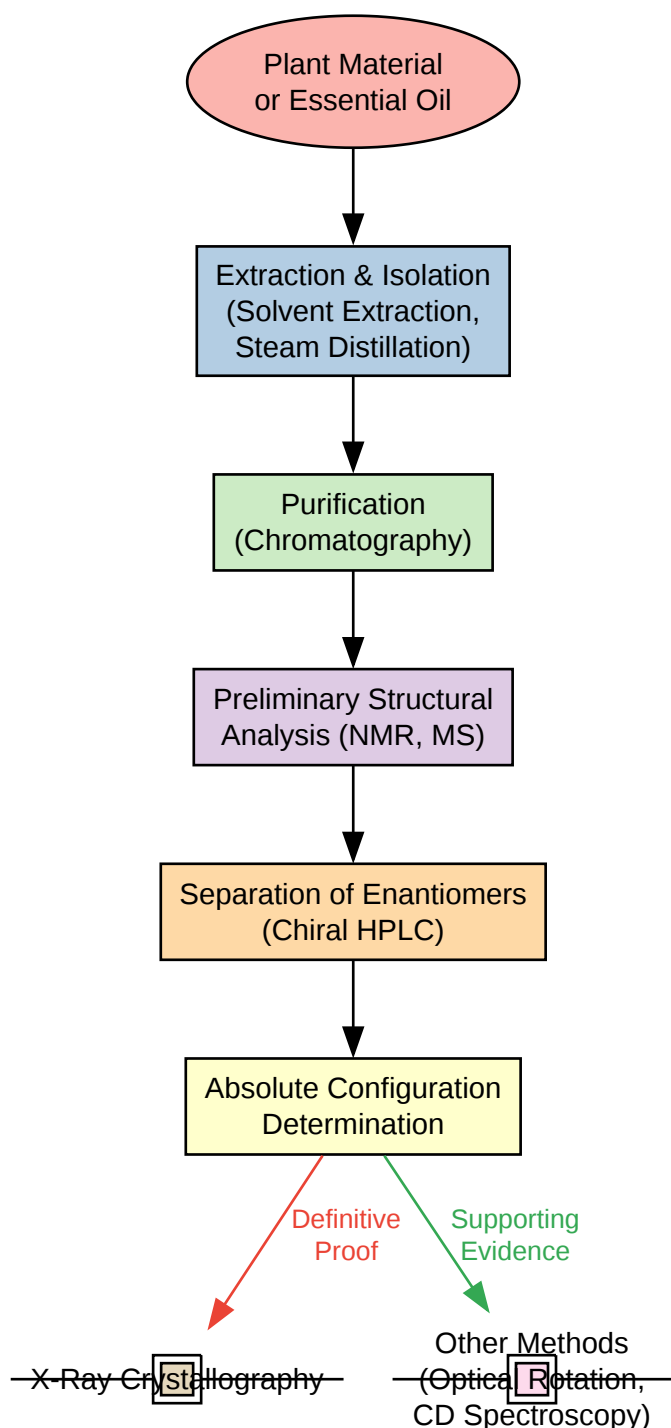 Plant Material
or Essential Oil
Extraction & Isolation
(Solvent Extraction,
Steam Distillation)
Purification
(Chromatography)
Preliminary Structural
Analysis (NMR, MS)
Separation of Enantiomers
(Chiral HPLC)
Absolute Configuration
Determination
Definitive
Proof
Supporting
Evidence
X-Ray Crystallography
Other Methods
(Optical Rotation,
CD Spectroscopy)